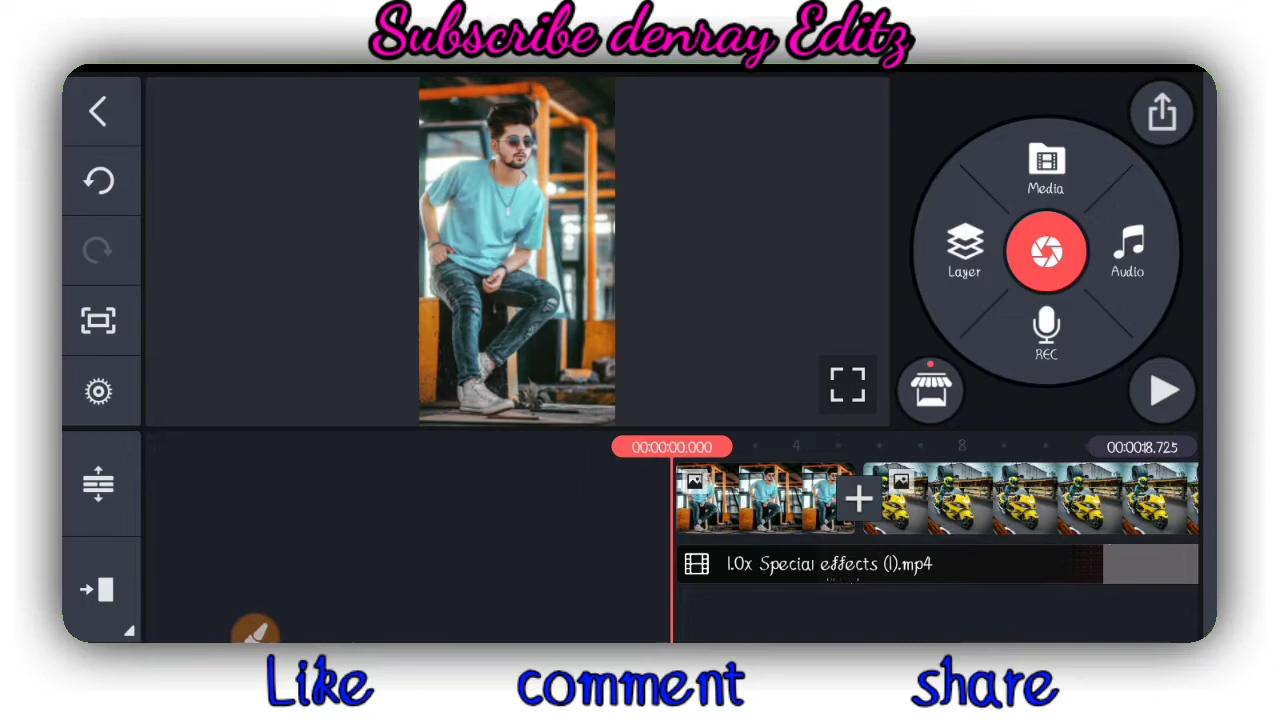 Subscribe denray Editz
Media
Layer
Audio
REC
00:00:00.000
4
8
00:00:18.725
1.0x Special effects (1).mp4
Like comment share